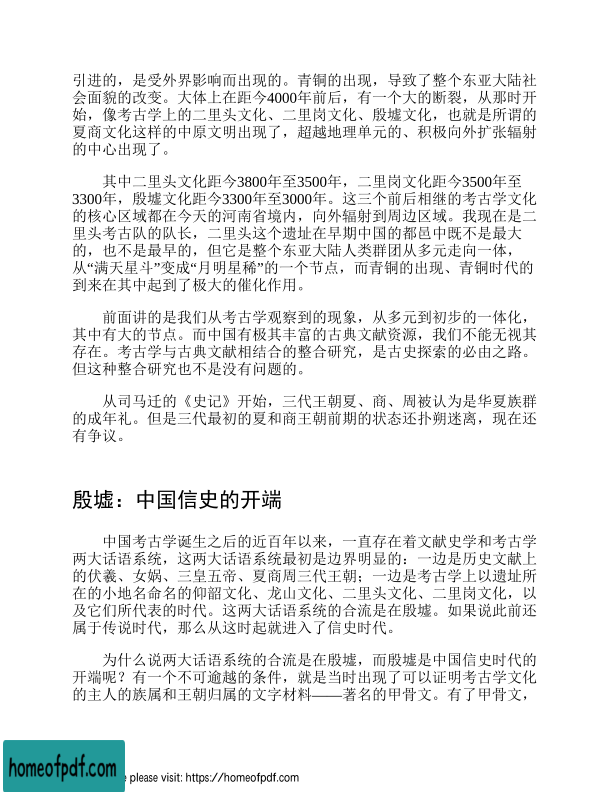 引进的，是受外界影响而出现的。青铜的出现，导致了整个东亚大陆社
会面貌的改变。大体上在距今4000年前后，有一个大的断裂，从那时开
始，像考古学上的二里头文化、二里岗文化、殷墟文化，也就是所谓的
夏商文化这样的中原文明出现了，超越地理单元的、积极向外扩张辐射
的中心出现了。
其中二里头文化距今3800年至3500年，二里岗文化距今3500年至
3300年，殷墟文化距今3300年至3000年。这三个前后相继的考古学文化
的核心区域都在今天的河南省境内，向外辐射到周边区域。我现在是二
里头考古队的队长，二里头这个遗址在早期中国的都邑中既不是最大
的，也不是最早的，但它是整个东亚大陆人类群团从多元走向一体，
从“满天星斗”变成“月明星稀”的一个节点，而青铜的出现、青铜时代的
到来在其中起到了极大的催化作用。
前面讲的是我们从考古学观察到的现象，从多元到初步的一体化，
其中有大的节点。而中国有极其丰富的古典文献资源，我们不能无视其
存在。考古学与古典文献相结合的整合研究，是古史探索的必由之路。
但这种整合研究也不是没有问题的。
从司马迁的《史记》开始，三代王朝夏、商、周被认为是华夏族群
的成年礼。但是三代最初的夏和商王朝前期的状态还扑朔迷离，现在还
有争议。
殷墟：中国信史的开端
中国考古学诞生之后的近百年以来，一直存在着文献史学和考古学
两大话语系统，这两大话语系统最初是边界明显的：一边是历史文献上
的伏羲、女娲、三皇五帝、夏商周三代王朝；一边是考古学上以遗址所
在的小地名命名的仰韶文化、龙山文化、二里头文化、二里岗文化，以
及它们所代表的时代。这两大话语系统的合流是在殷墟。如果说此前还
属于传说时代，那么从这时起就进入了信史时代。
为什么说两大话语系统的合流是在殷墟，而殷墟是中国信史时代的
开端呢？有一个不可逾越的条件，就是当时出现了可以证明考古学文化
的主人的族属和王朝归属的文字材料——著名的甲骨文。有了甲骨文，
homeofpdf.com
e please visit: https://homeofpdf.com